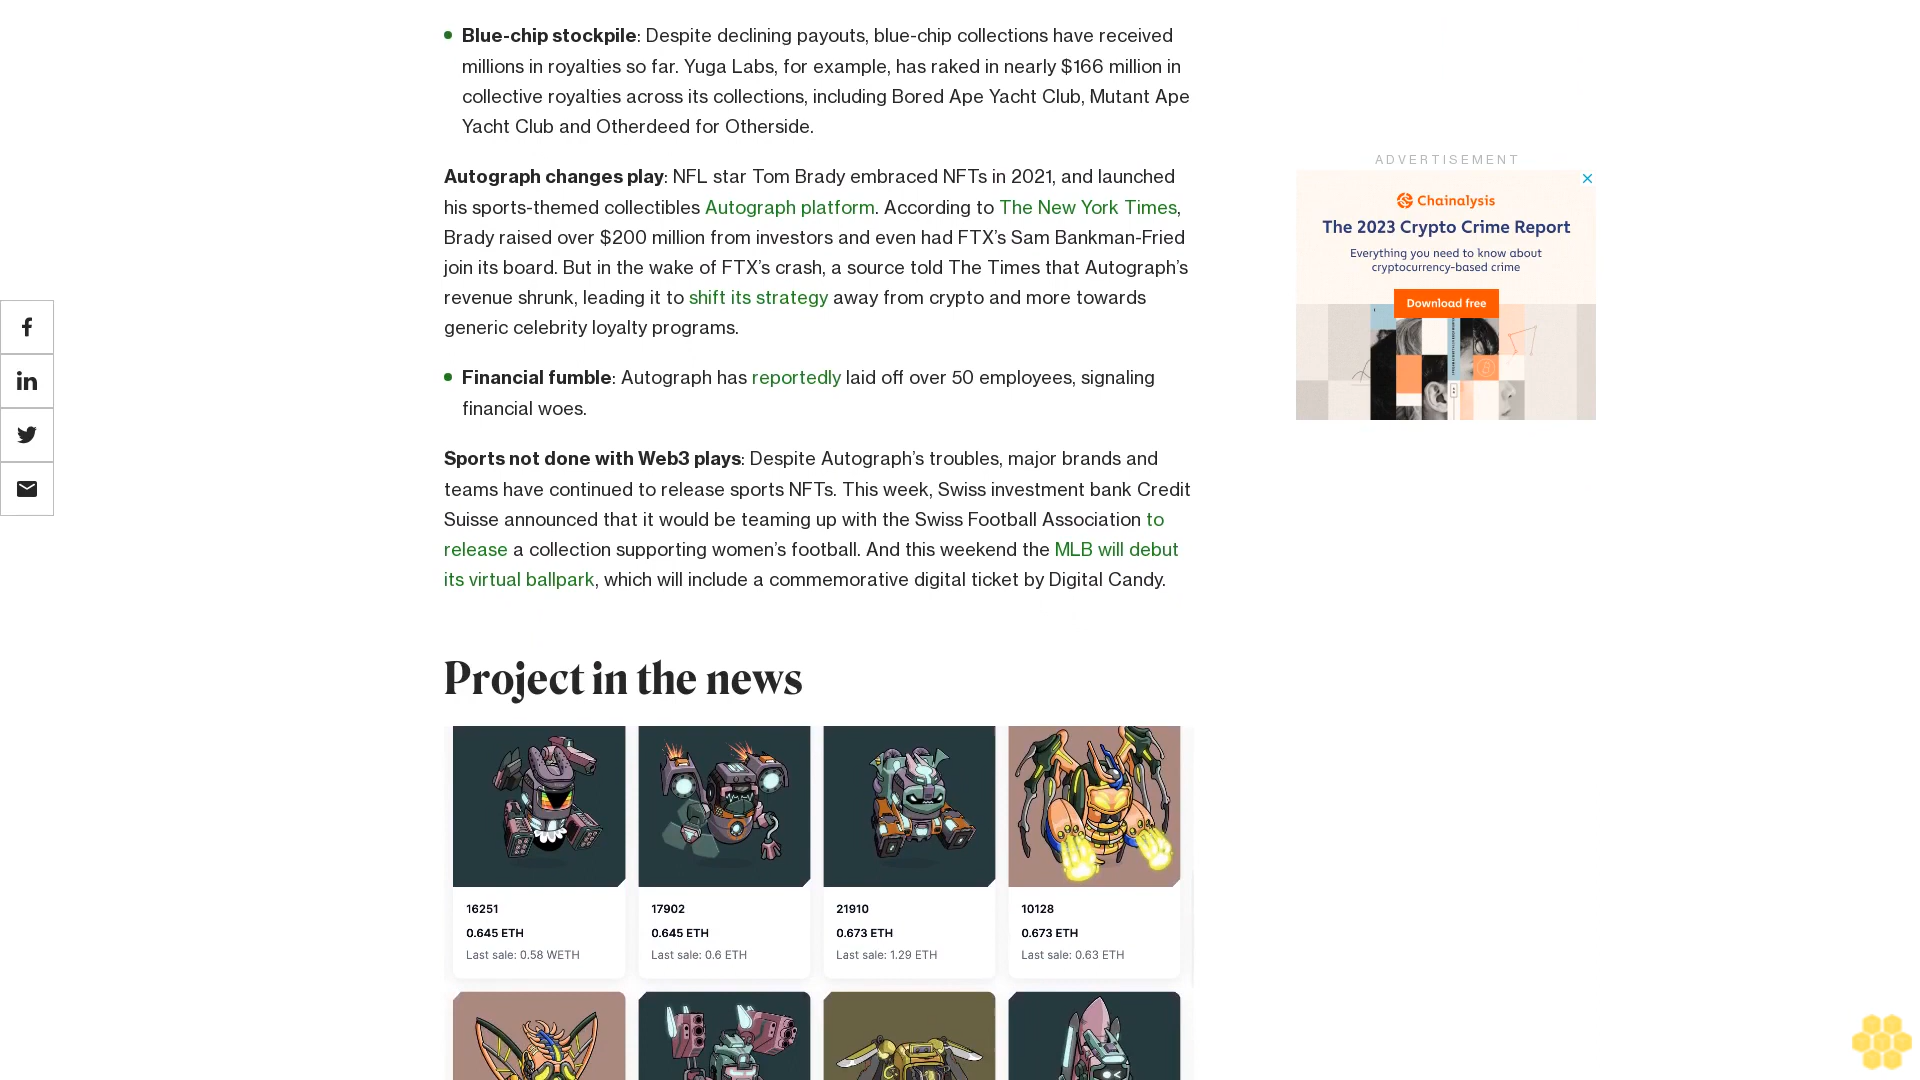 Blue-chip stockpile: Despite declining payouts, blue-chip collections have received
millions in royalties so far. Yuga Labs, for example, has raked in nearly $166 million in
collective royalties across its collections, including Bored Ape Yacht Club, Mutant Ape
Yacht Club and Otherdeed for Otherside.
Autograph changes play: NFL star Tom Brady embraced NFTs in 2021, and launched
his sports-themed collectibles Autograph platform. According to The New York Times,
Brady raised over $200 million from investors and even had FTX’s Sam Bankman-Fried
join its board. But in the wake of FTX’s crash, a source told The Times that Autograph’s
revenue shrunk, leading it to shift its strategy away from crypto and more towards
generic celebrity loyalty programs.
Financial fumble: Autograph has reportedly laid off over 50 employees, signaling
financial woes.
Sports not done with Web3 plays: Despite Autograph’s troubles, major brands and
teams have continued to release sports NFTs. This week, Swiss investment bank Credit
Suisse announced that it would be teaming up with the Swiss Football Association to
release a collection supporting women’s football. And this weekend the MLB will debut
its virtual ballpark, which will include a commemorative digital ticket by Digital Candy.
Project in the news
16251
0.645 ETH
Last sale: 0.58 WETH
17902
0.645 ETH
Last sale: 0.6 ETH
21910
0.673 ETH
Last sale: 1.29 ETH
10128
0.673 ETH
Last sale: 0.63 ETH
ADVERTISEMENT
Chainalysis
The 2023 Crypto Crime Report
Everything you need to know about
cryptocurrency-based crime
Download free